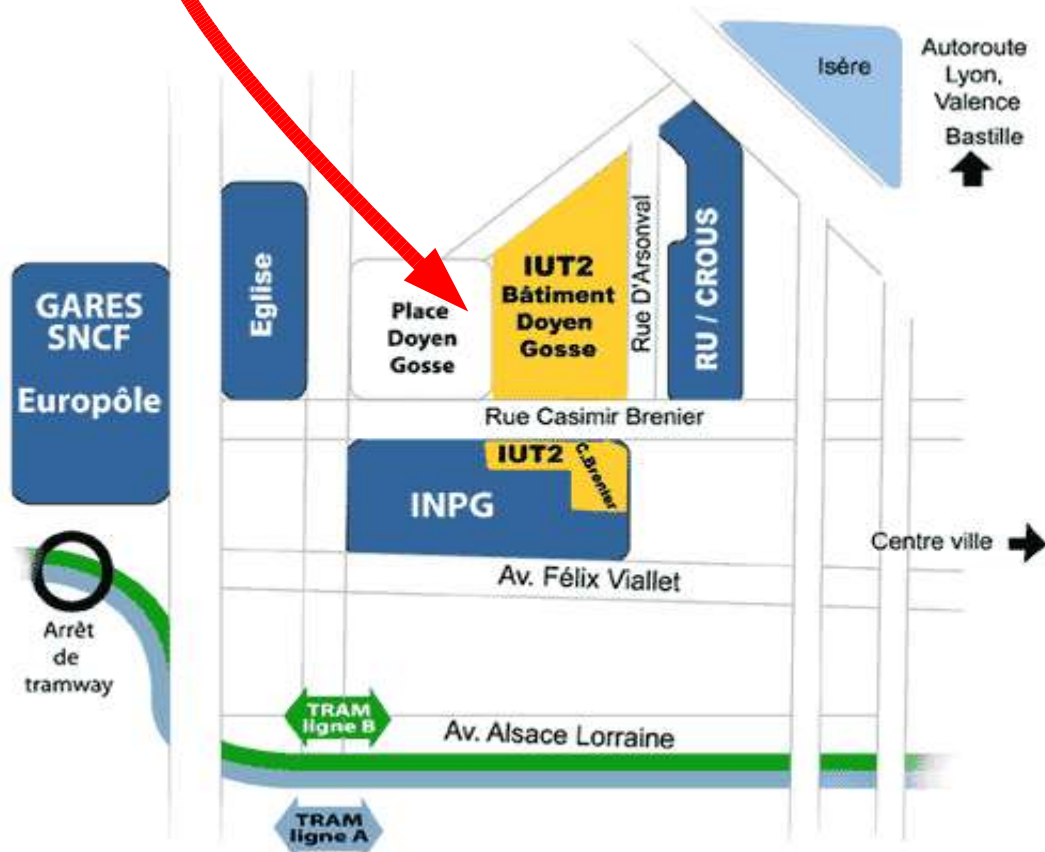 Isère
Autoroute
Lyon,
Valence
Bastille
GARES
SNCF
Europôle
Eglise
Place
Doyen
Gosse
IUT2
Bâtiment
Doyen
Gosse
Rue D'Arsonval
RU / CROUS
Rue Casimir Brenier
IUT2
C.Brenier
INPG
Centre ville
Av. Félix Viallet
Arrêt
de
tramway
TRAM
ligne B
Av. Alsace Lorraine
TRAM
ligne A